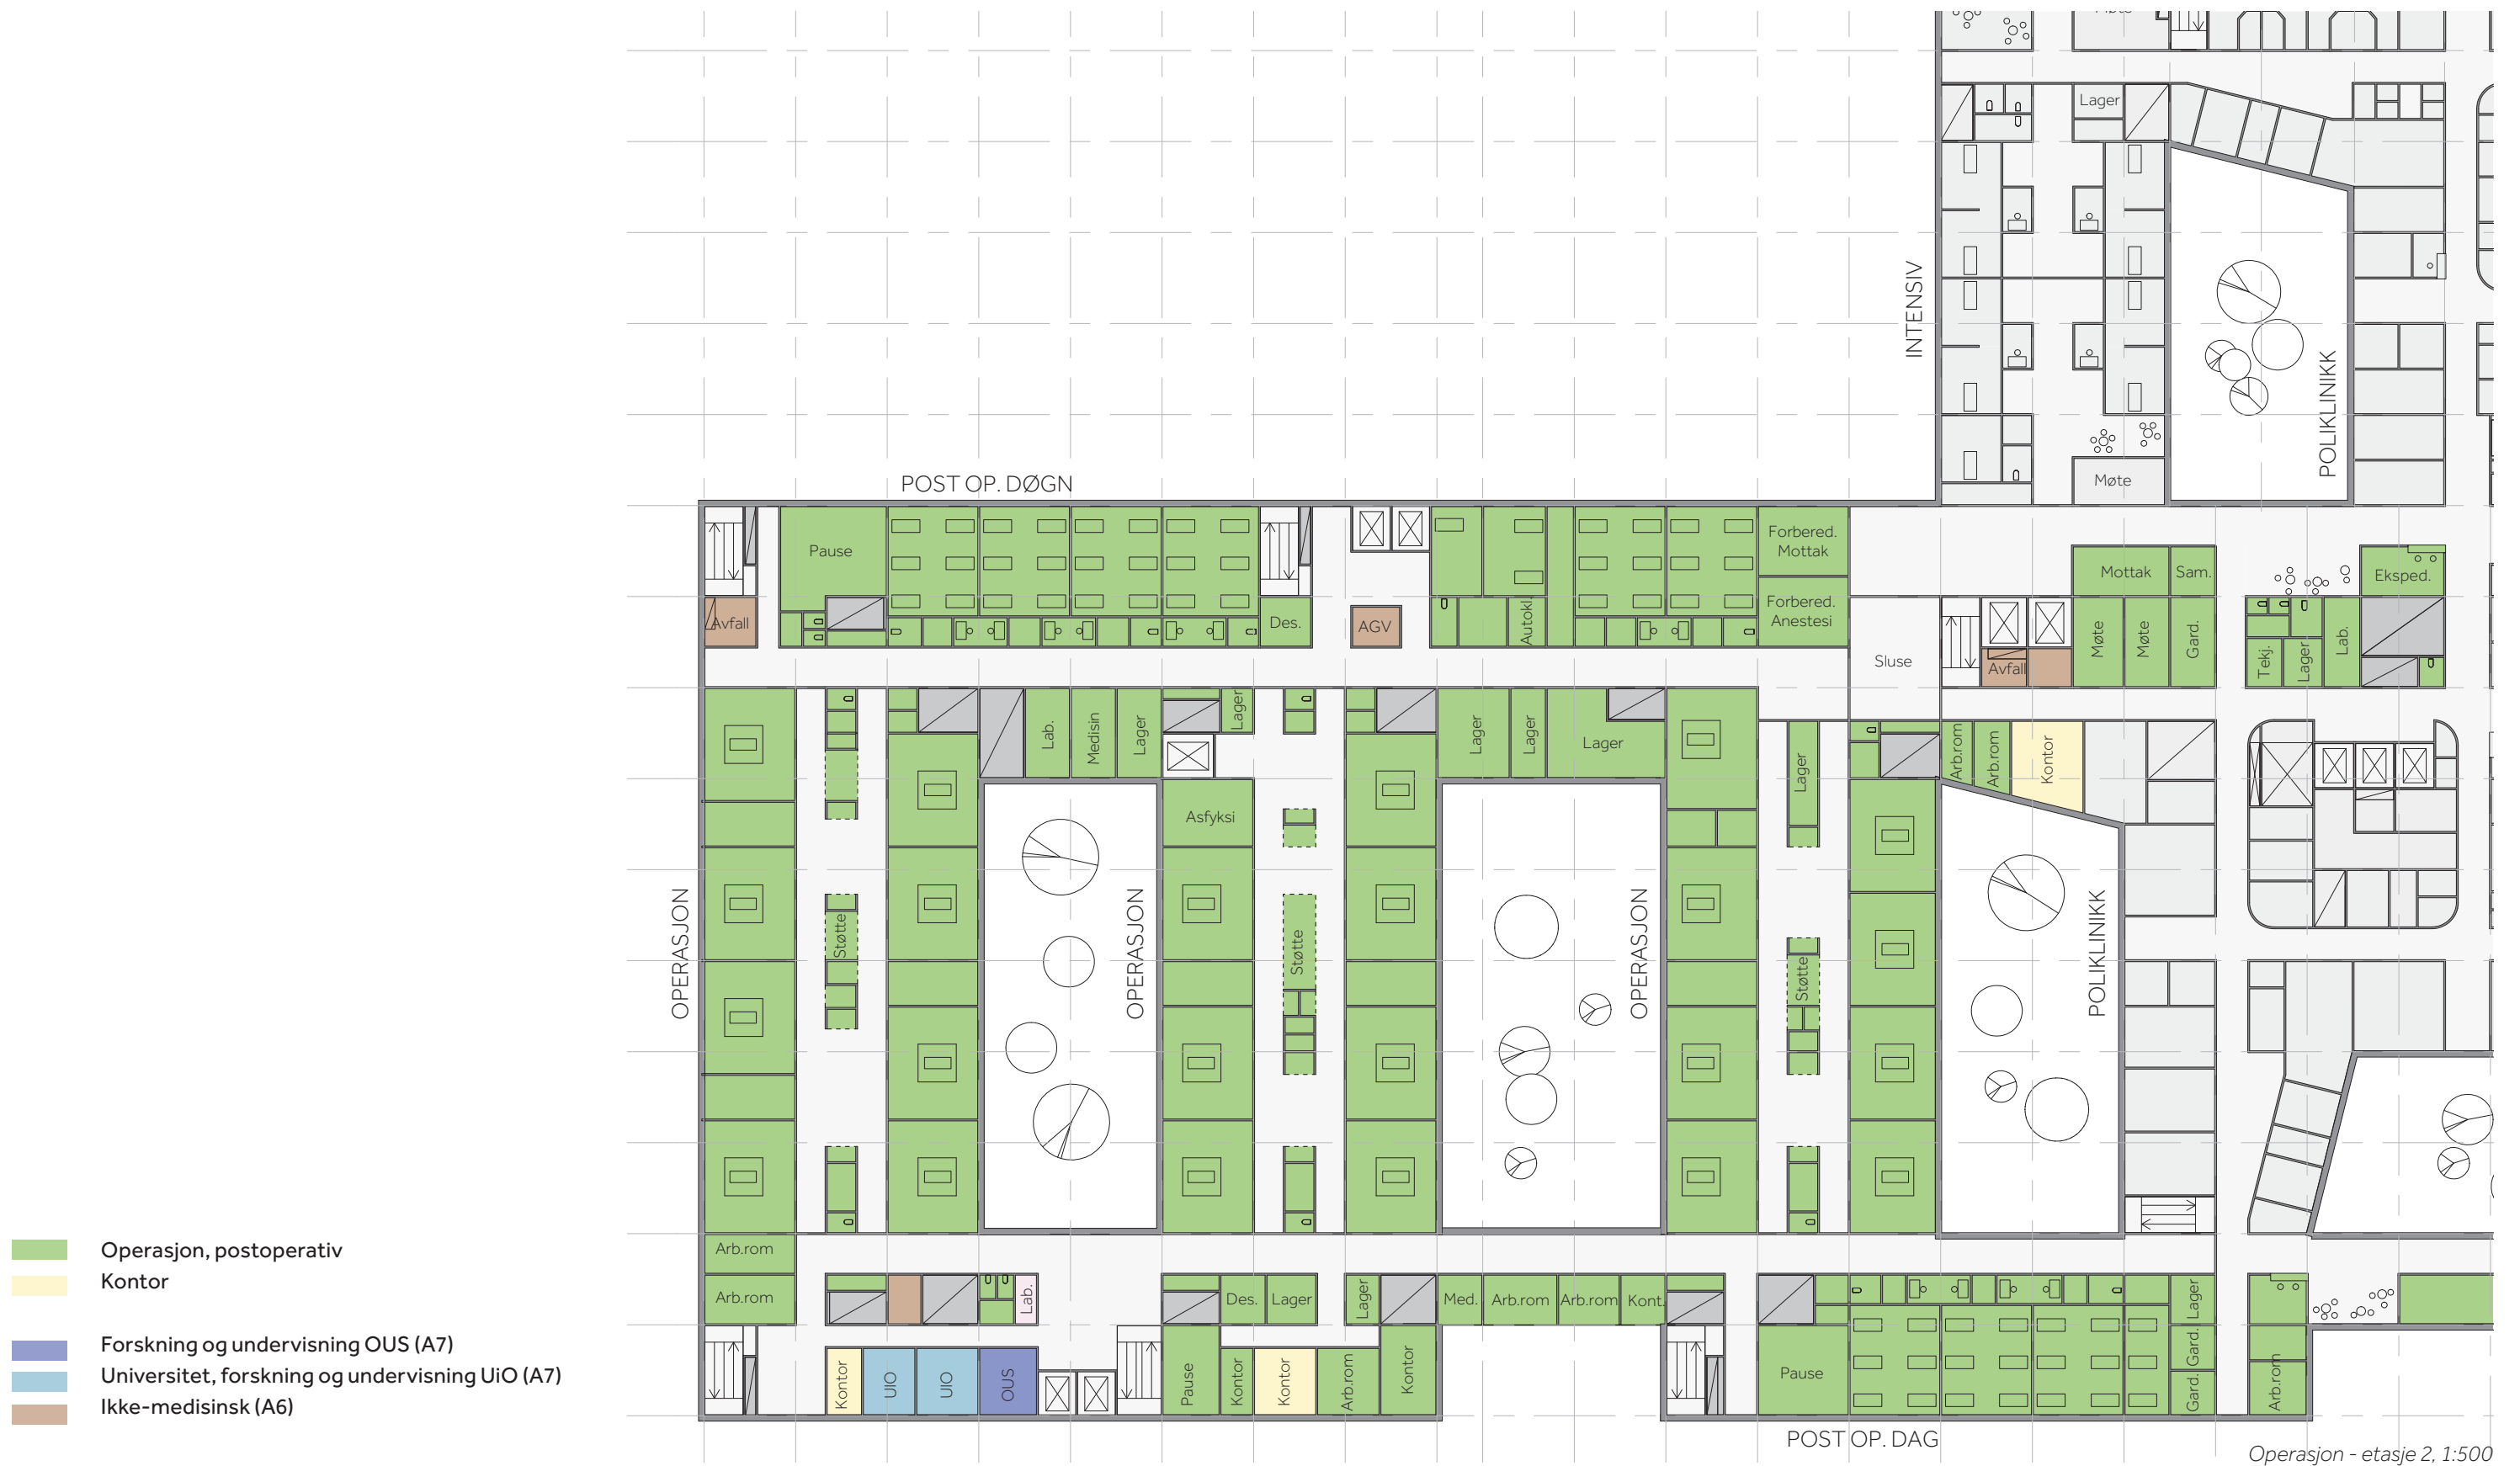 Møte
Lager
INTENSIV
POLIKLINIKK
Møte
POST OP. DØGN
Pause
Forbered.
Mottak
Mottak
Sam.
Eksped.
Avfall
Des.
AGV
Autokl.
Forbered.
Anestesi
Sluse
Avfall
Møte
Møte
Gard.
Tekj.
Lager
Lab.
Lab.
Medisin
Lager
Lager
Lager
Lager
Lager
Lager
Arb.rom
Arb.rom
Kontor
Asfyksi
OPERASJON
Støtte
OPERASJON
Støtte
OPERASJON
Støtte
POLIKLINIKK
Arb.rom
Arb.rom
Lab.
Des.
Lager
Lager
Med.
Arb.rom
Arb.rom
Kont.
Lager
Kontor
UIO
UIO
OUS
Pause
Kontor
Kontor
Arb.rom
Kontor
Pause
Gard.
Gard.
Arb.rom
POST OP. DAG
Operasjon, postoperativ
Kontor
Forskning og undervisning OUS (A7)
Universitet, forskning og undervisning UiO (A7)
Ikke-medisinsk (A6)
Operasjon - etasje 2, 1:500